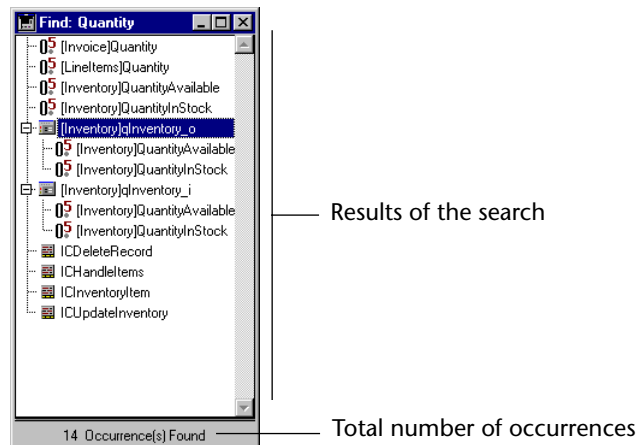 Find: Quantity
[Invoice]Quantity
[LineItems]Quantity
[Inventory]QuantityAvailable
[Inventory]QuantityInStock
[Inventory]qInventory_o
[Inventory]QuantityAvailable
[Inventory]QuantityInStock
[Inventory]qInventory_i
[Inventory]QuantityAvailable
[Inventory]QuantityInStock
ICDeleteRecord
ICHandleItems
ICInventoryItem
ICUpdateInventory
Results of the search
14 Occurrence(s) Found
Total number of occurrences